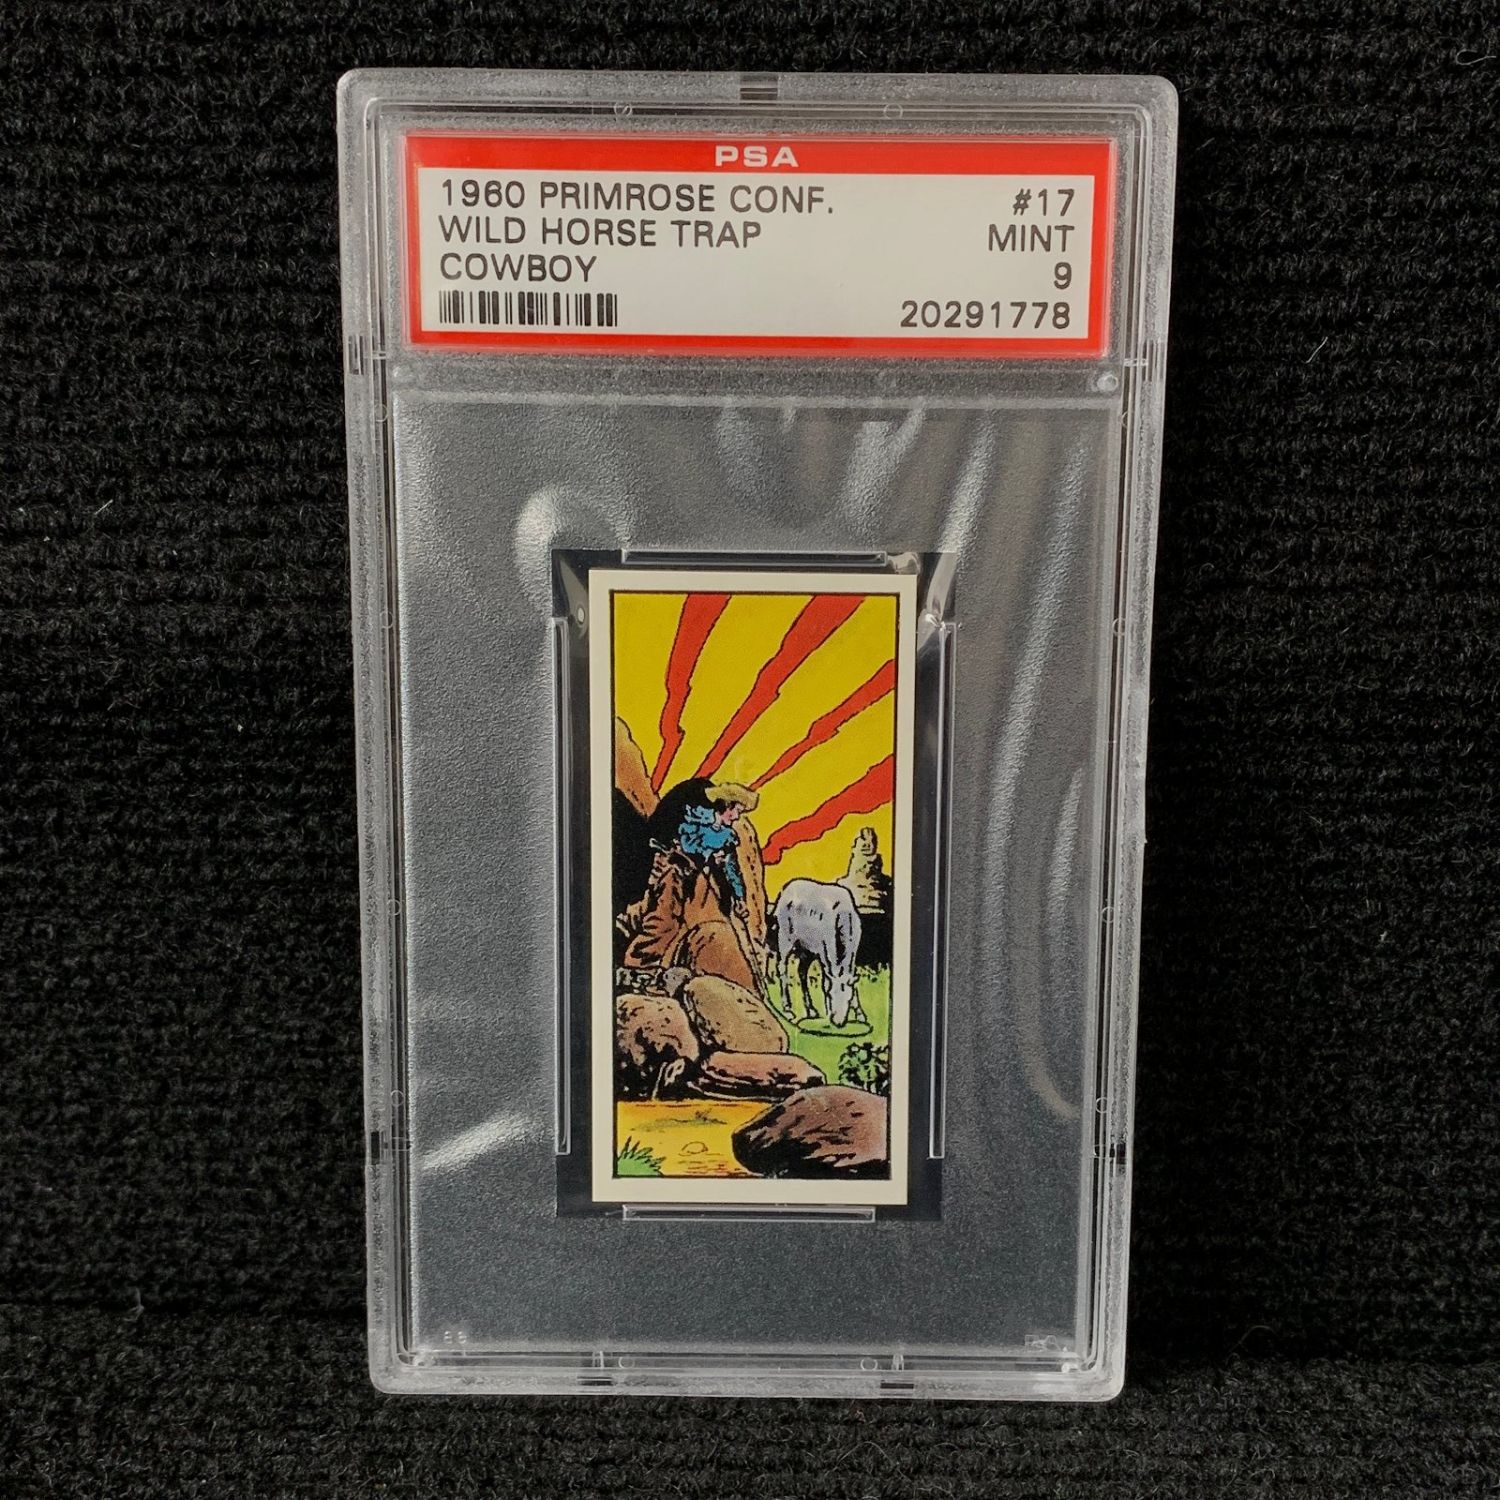 PSA
1960 PRIMROSE CONF. #17
WILD HORSE TRAP MINT
COWBOY 9
20291778